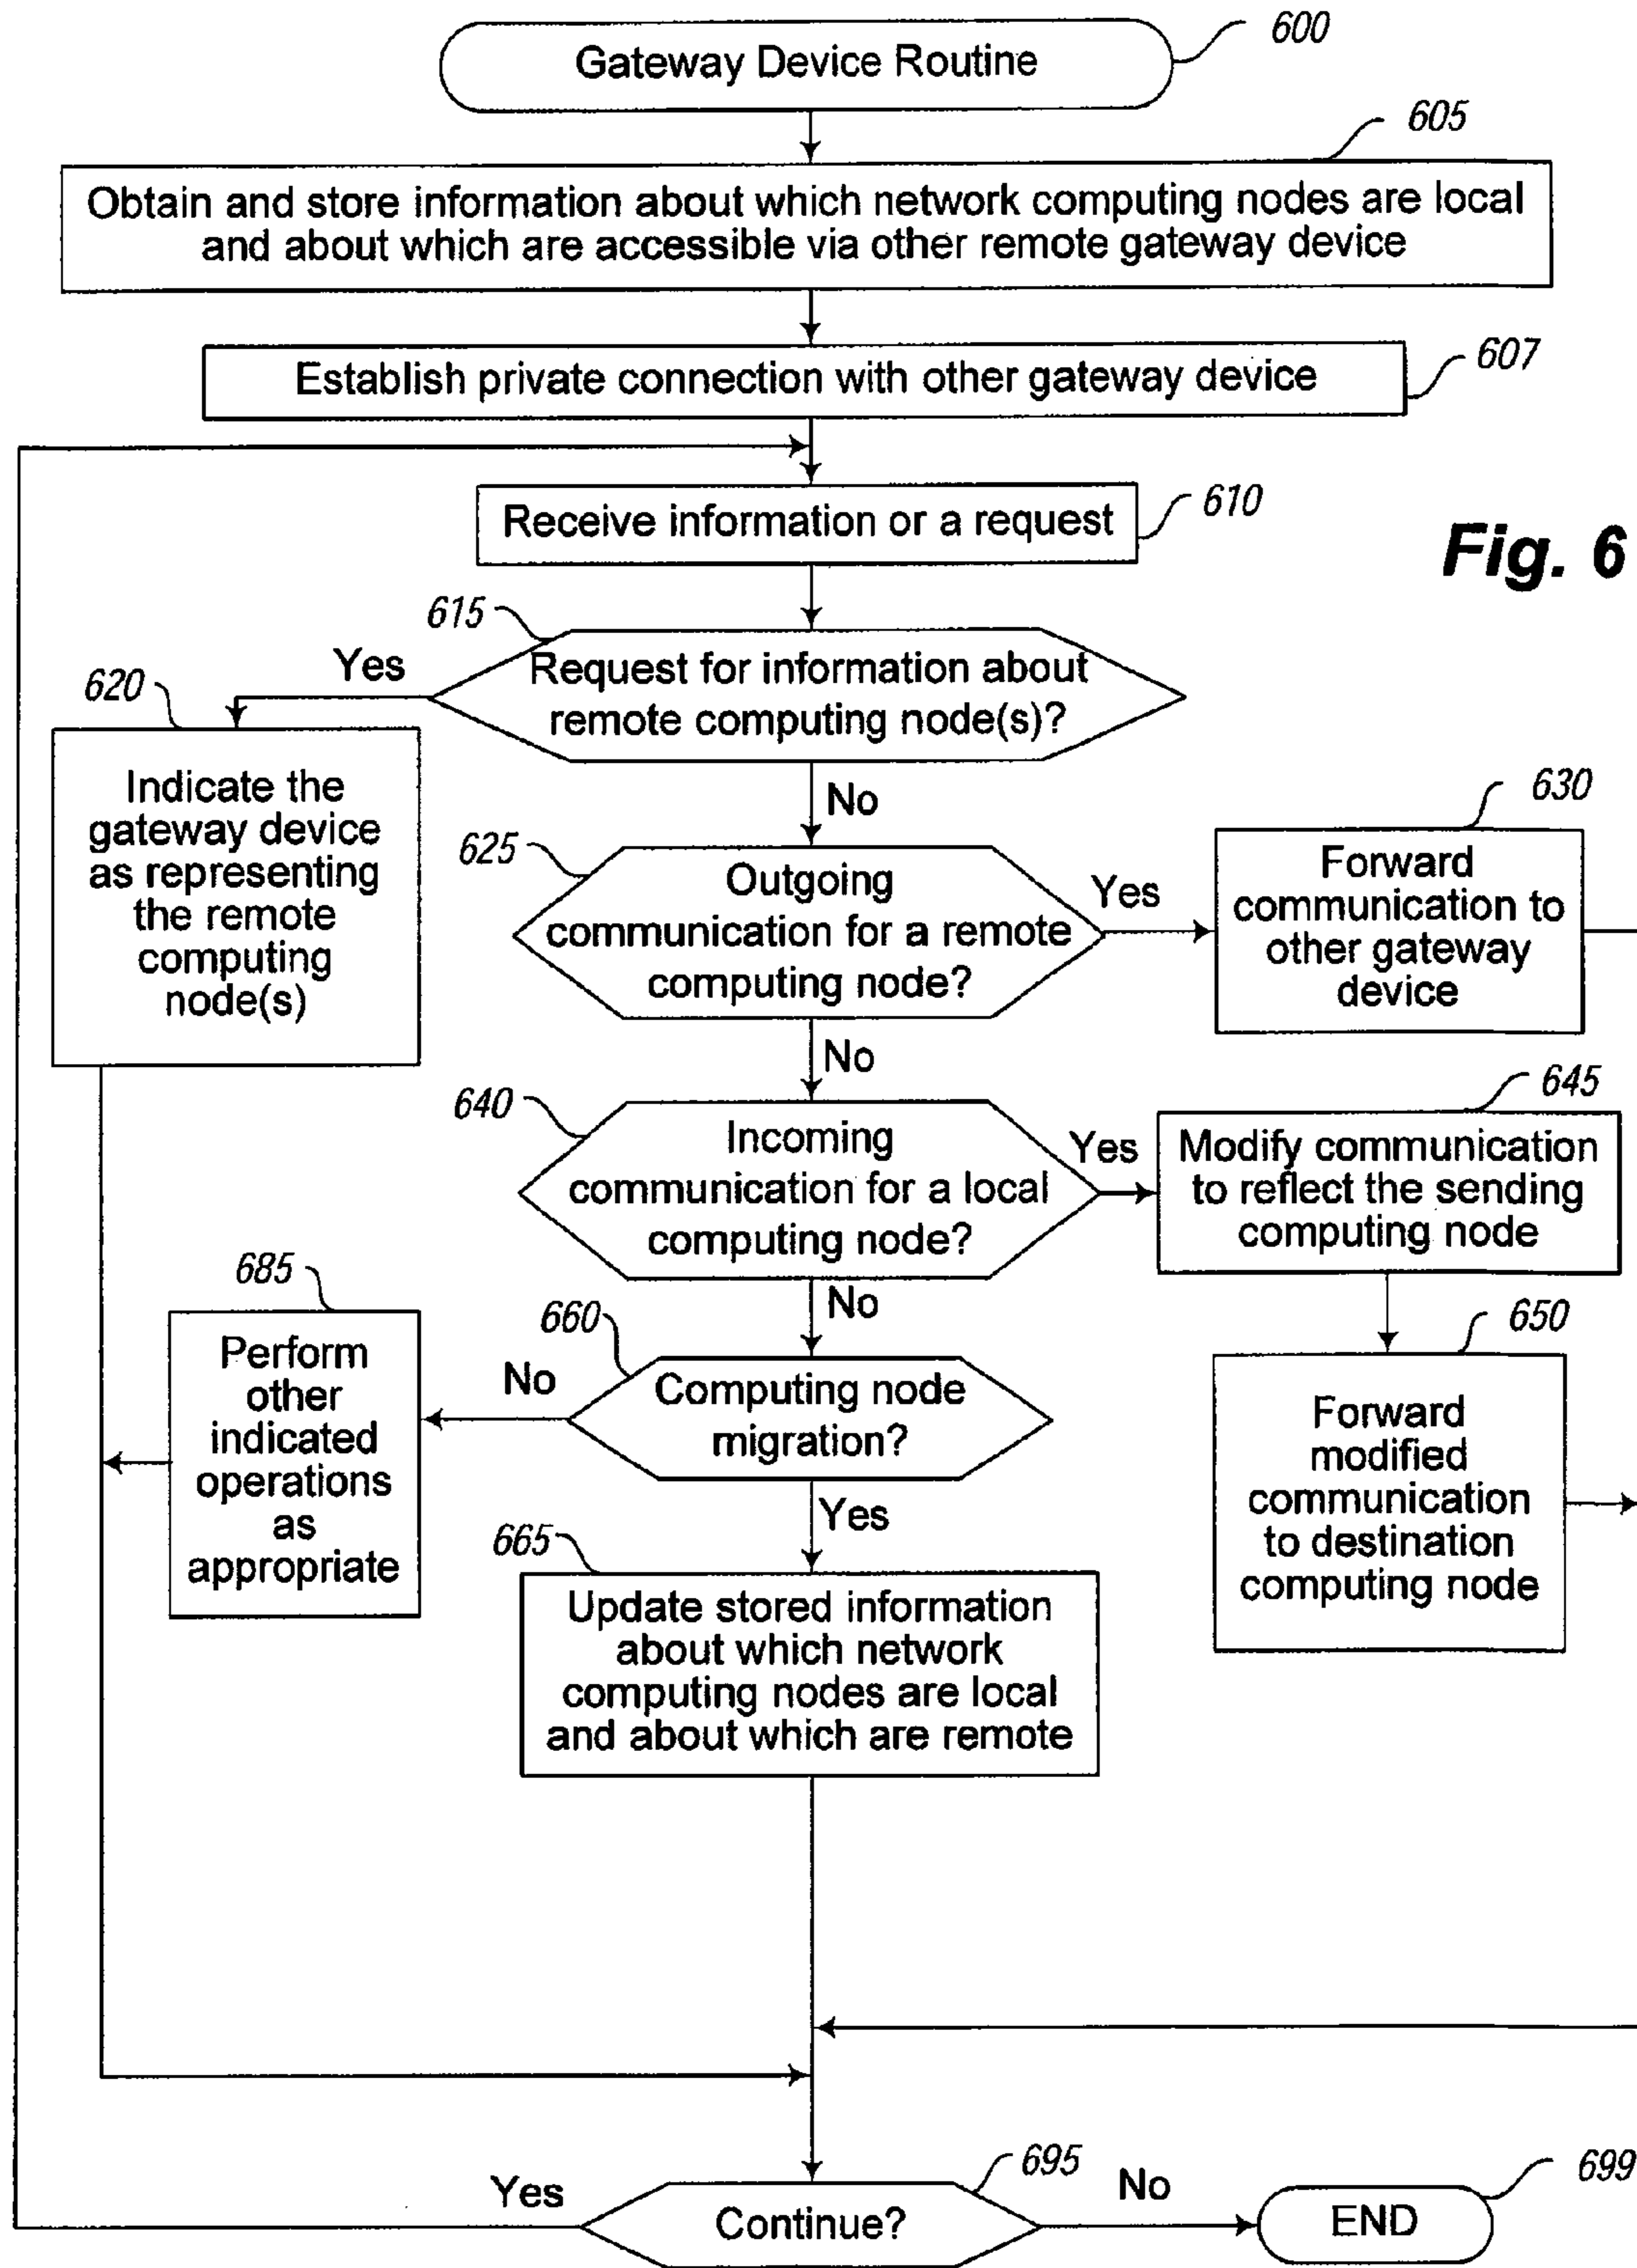 Gateway Device Routine
600
605
Obtain and store information about which network computing nodes are local
and about which are accessible via other remote gateway device
607
Establish private connection with other gateway device
Receive information or a request
610
Fig. 6
615
Yes
Request for information about
remote computing node(s)?
620
Indicate the
gateway device
as representing
the remote
computing
node(s)
No
625
Outgoing
communication for a remote
computing node?
Yes
630
Forward
communication to
other gateway
device
No
640
Incoming
communication for a local
computing node?
Yes
645
Modify communication
to reflect the sending
computing node
No
685
Perform
other
indicated
operations
as
appropriate
No
660
Computing node
migration?
650
Forward
modified
communication
to destination
computing node
Yes
665
Update stored information
about which network
computing nodes are local
and about which are remote
Yes
695
Continue?
No
699
END